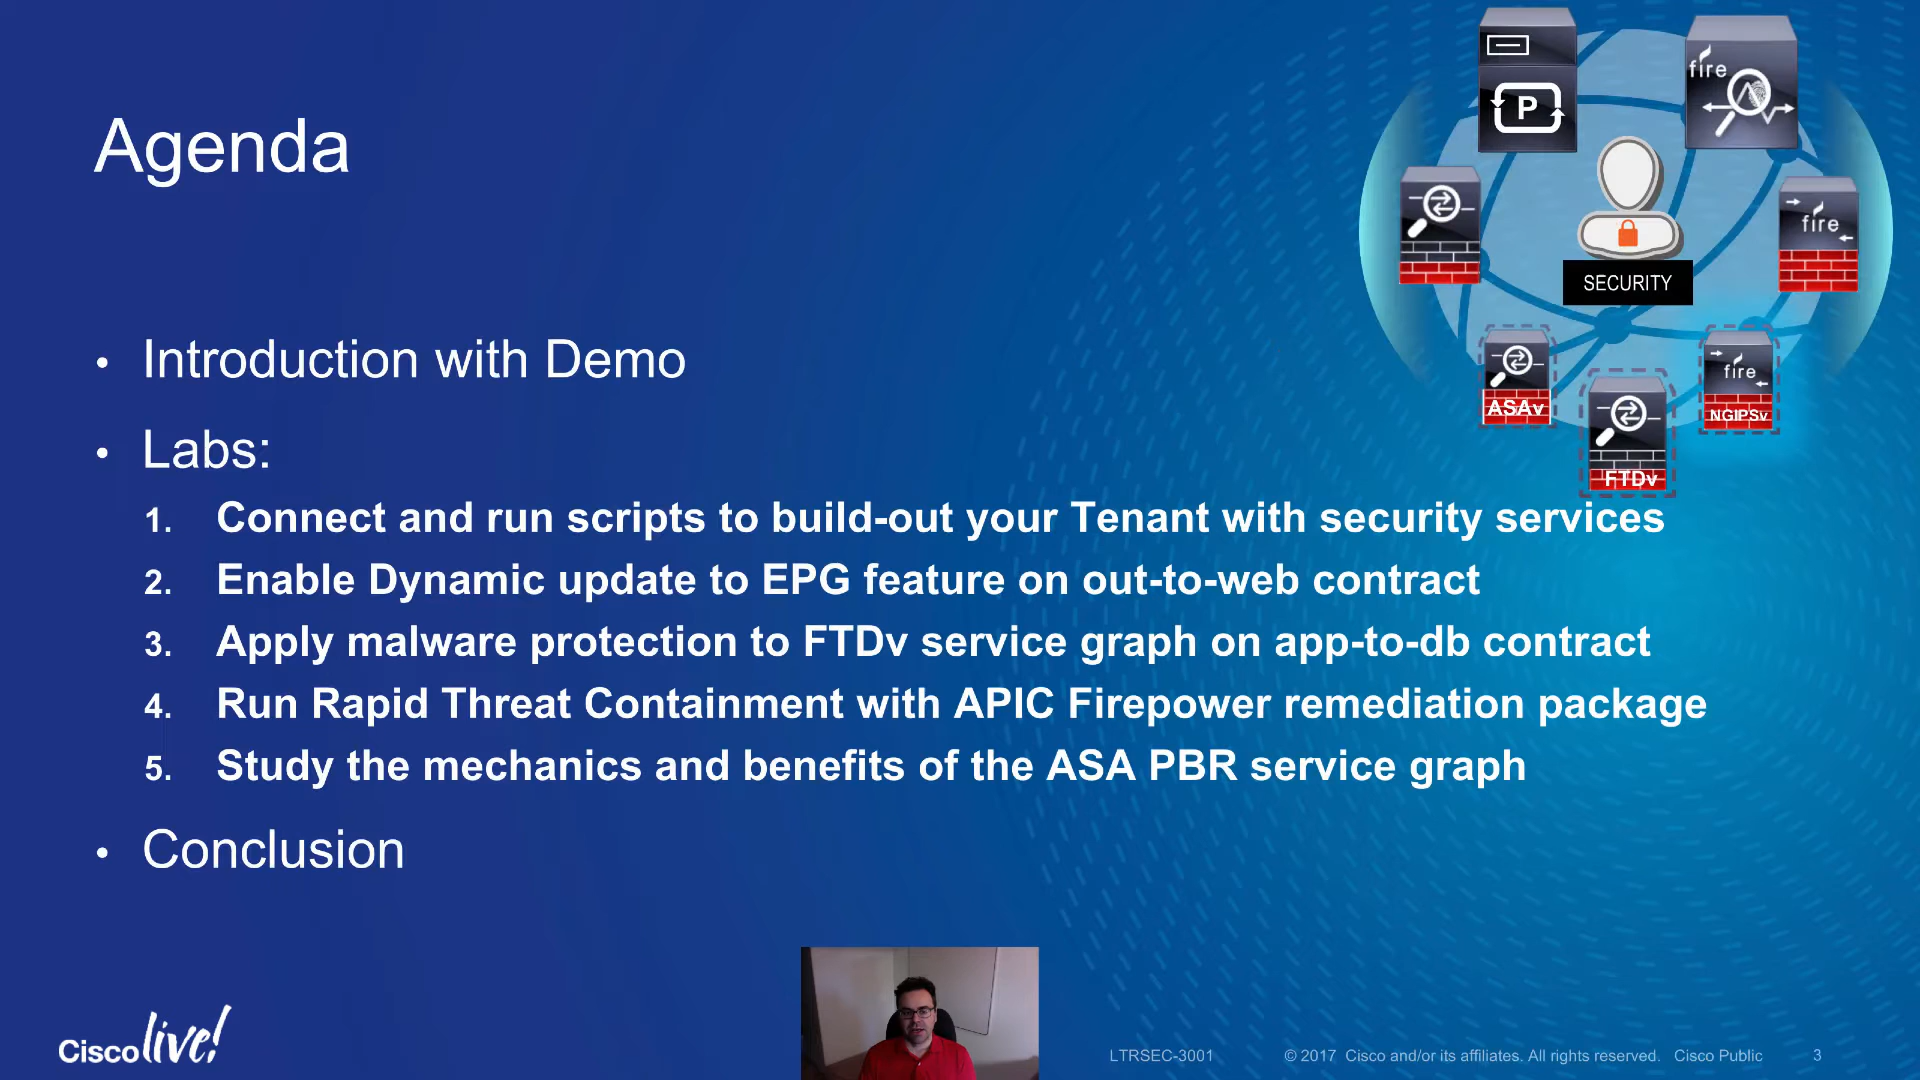 Agenda
P
fire
fire
SECURITY
ASAv
fire
NGIPSv
FTDv
• Introduction with Demo
• Labs:
1. Connect and run scripts to build-out your Tenant with security services
2. Enable Dynamic update to EPG feature on out-to-web contract
3. Apply malware protection to FTDv service graph on app-to-db contract
4. Run Rapid Threat Containment with APIC Firepower remediation package
5. Study the mechanics and benefits of the ASA PBR service graph
• Conclusion
Cisco live!
LTRSEC-3001 © 2017 Cisco and/or its affiliates. All rights reserved. Cisco Public 3